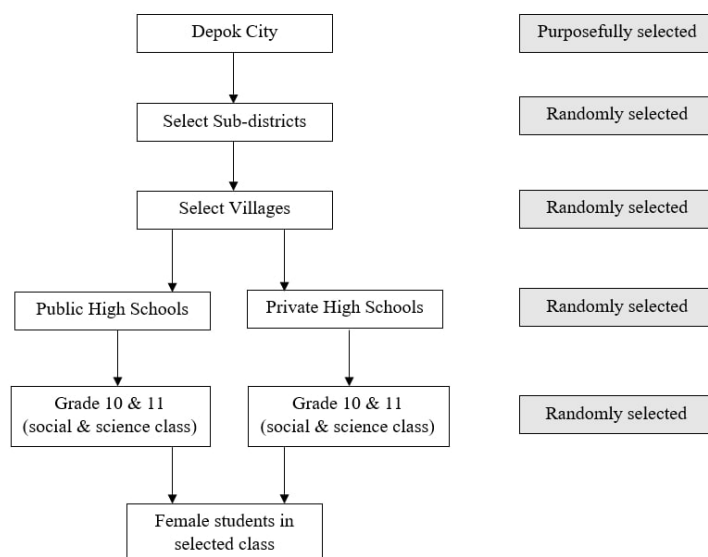 Depok City
Purposefully selected
Select Sub-districts
Randomly selected
Select Villages
Randomly selected
Public High Schools
Private High Schools
Randomly selected
Grade 10 & 11
(social & science class)
Grade 10 & 11
(social & science class)
Randomly selected
Female students in
selected class